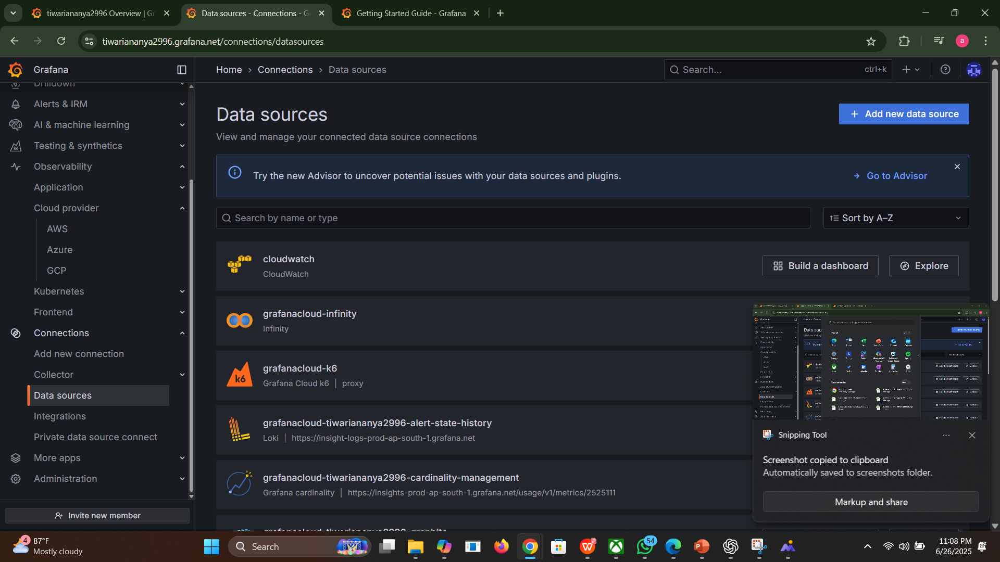 tiwariananya2996 Overview | Gr
Data sources - Connections - G
Getting Started Guide - Grafana
tiwariananya2996.grafana.net/connections/datasources
a
Grafana
Home › Connections › Data sources
Search...
ctrl+k
Drilldown
Alerts & IRM
AI & machine learning
Testing & synthetics
Observability
Application
Cloud provider
AWS
Azure
GCP
Kubernetes
Frontend
Connections
Add new connection
Collector
Data sources
Integrations
Private data source connect
More apps
Administration
Invite new member
Data sources
Add new data source
View and manage your connected data source connections
Try the new Advisor to uncover potential issues with your data sources and plugins.
Go to Advisor
Search by name or type
Sort by A–Z
cloudwatch
CloudWatch
Build a dashboard
Explore
grafanacloud-infinity
Infinity
k6
grafanacloud-k6
Grafana Cloud k6 | proxy
grafanacloud-tiwariananya2996-alert-state-history
Loki | https://insight-logs-prod-ap-south-1.grafana.net
grafanacloud-tiwariananya2996-cardinality-management
Grafana cardinality | https://insights-prod-ap-south-1.grafana.net/usage/v1/metrics/2525111
Snipping Tool
Screenshot copied to clipboard
Automatically saved to screenshots folder.
Markup and share
4
87°F
Mostly cloudy
Search
54
11:08 PM
6/26/2025